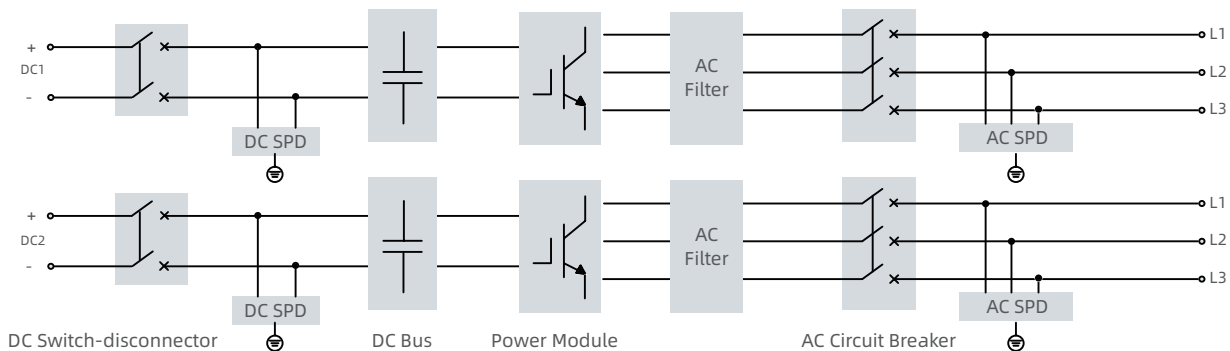 L1
+
DC1
AC
Filter
L2
-
L3
DC SPD
AC SPD
L1
+
DC2
AC
Filter
L2
-
L3
DC SPD
AC SPD
DC Switch-disconnector DC Bus Power Module AC Circuit Breaker